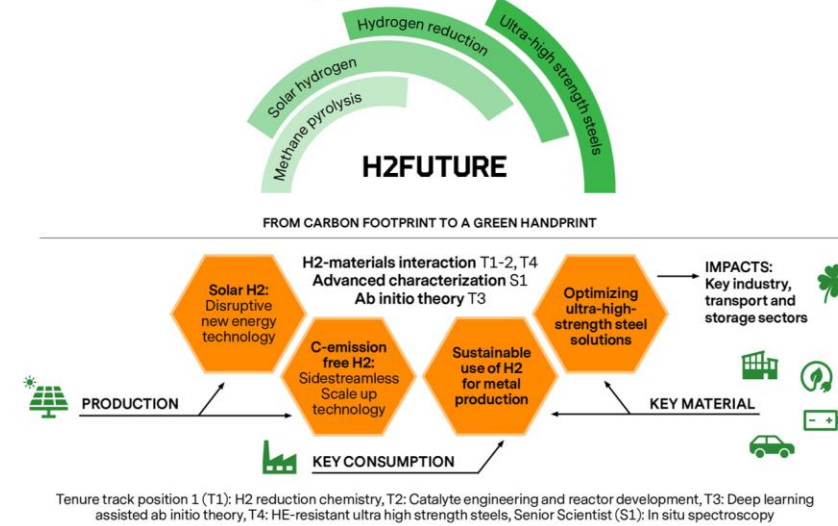 Hydrogen reduction
Ultra-high strength steels
Solar hydrogen
Methane pyrolysis
H2FUTURE
FROM CARBON FOOTPRINT TO A GREEN HANDPRINT
H2-materials interaction T1-2, T4
Advanced characterization S1
Ab initio theory T3
Solar H2:
Disruptive
new energy
technology
C-emission
free H2:
Sidestreamless
Scale up
technology
Sustainable
use of H2
for metal
production
Optimizing
ultra-high-
strength steel
solutions
IMPACTS:
Key industry,
transport and
storage sectors
PRODUCTION
KEY MATERIAL
KEY CONSUMPTION
Tenure track position 1 (T1): H2 reduction chemistry, T2: Catalyte engineering and reactor development, T3: Deep learning
assisted ab initio theory, T4: HE-resistant ultra high strength steels, Senior Scientist (S1): In situ spectroscopy